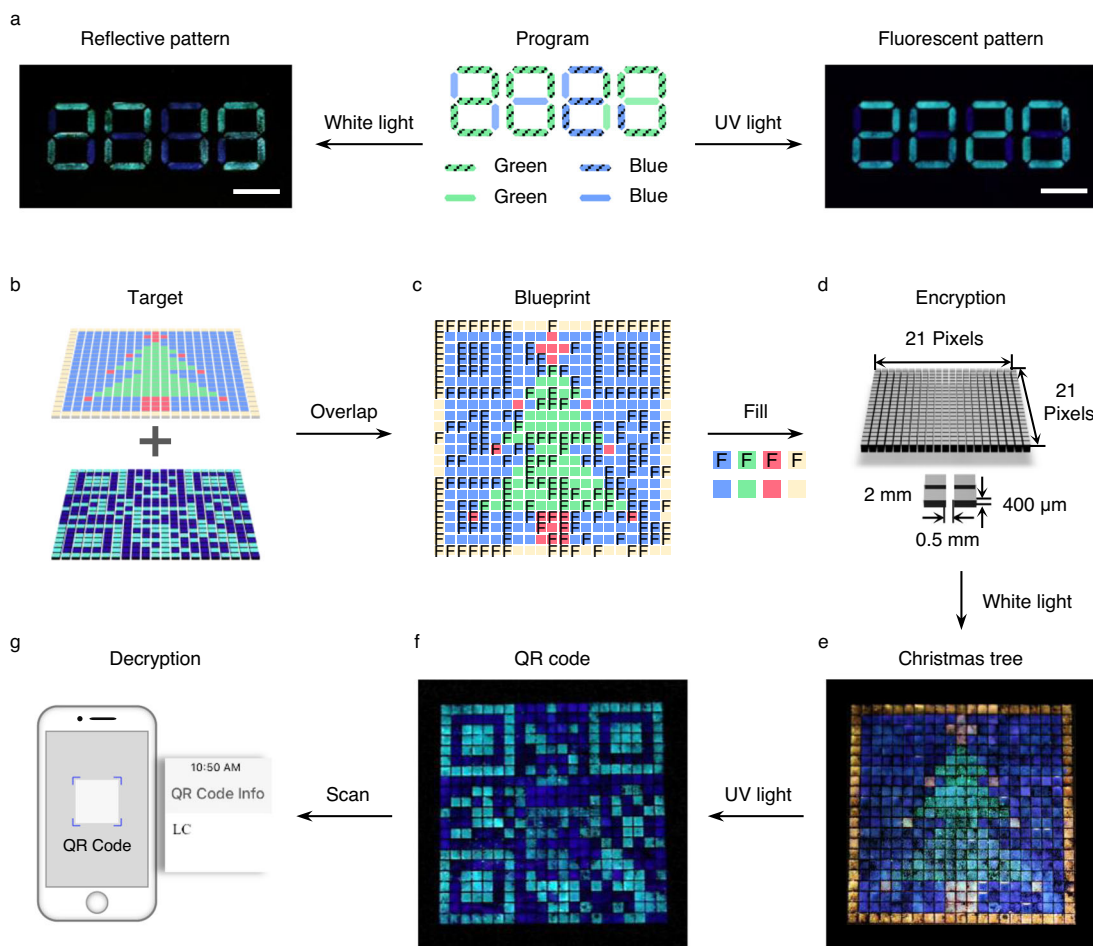 a
Reflective pattern
Program
Fluorescent pattern
White light
UV light
Green
Blue
Green
Blue
b
Target
c
Blueprint
d
Encryption
21 Pixels
21
Pixels
Overlap
Fill
F F F F
2 mm
400 µm
0.5 mm
White light
g
Decryption
f
QR code
e
Christmas tree
10:50 AM
QR Code Info
LC
QR Code
Scan
UV light